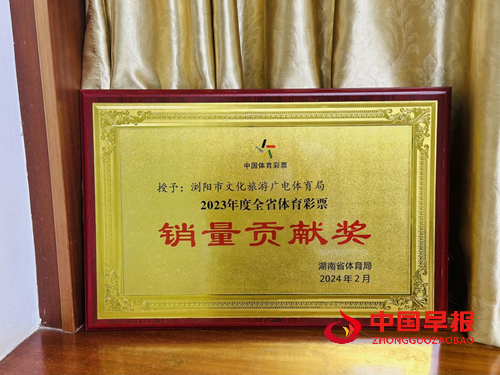 中国体育彩票
授予：浏阳市文化旅游广电体育局
2023年度全省体育彩票
销量贡献奖
湖南省体育局
2024年2月
中国早报
ZHONGGUOZAOBAO